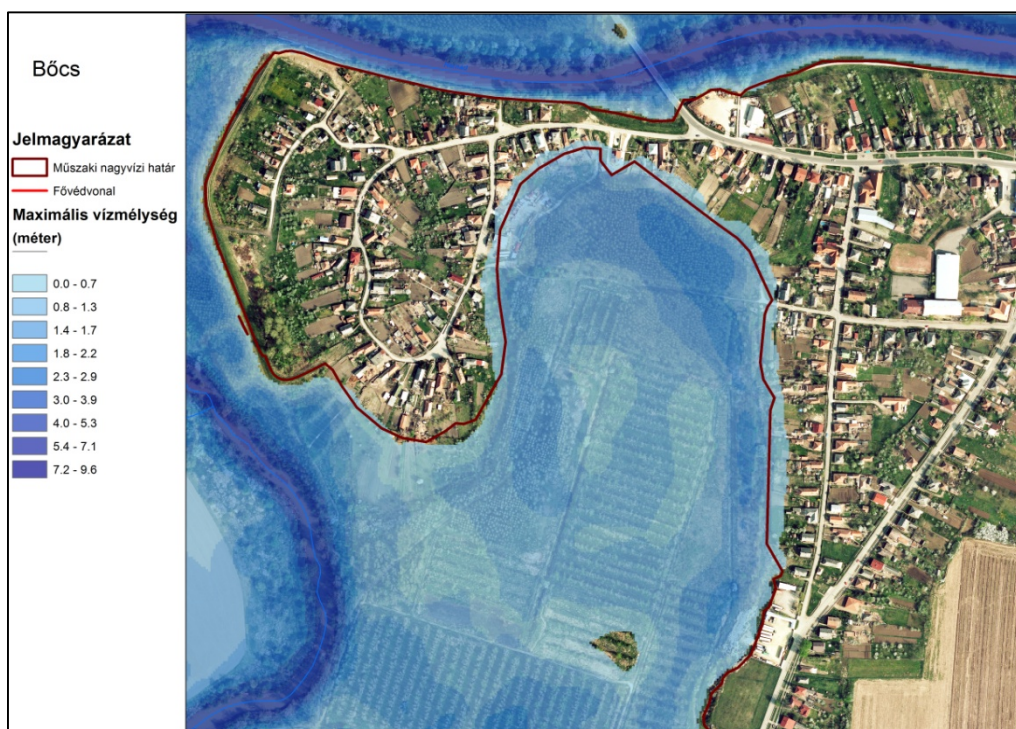 Bőcs
Jelmagyarázat
Műszaki nagyvízi határ
Fővédvonal
Maximális vízmélység
(méter)
0.0 - 0.7
0.8 - 1.3
1.4 - 1.7
1.8 - 2.2
2.3 - 2.9
3.0 - 3.9
4.0 - 5.3
5.4 - 7.1
7.2 - 9.6